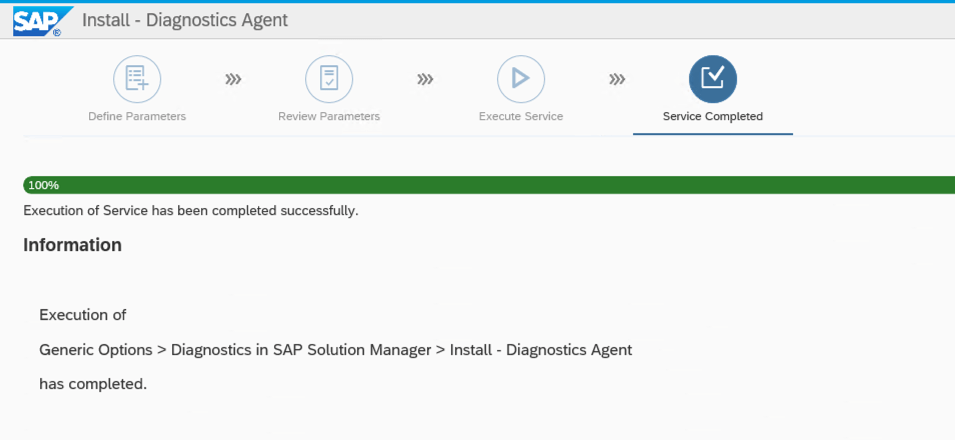 SAP® Install - Diagnostics Agent
Define Parameters Review Parameters Execute Service Service Completed
100%
Execution of Service has been completed successfully.
Information
Execution of
Generic Options > Diagnostics in SAP Solution Manager > Install - Diagnostics Agent
has completed.